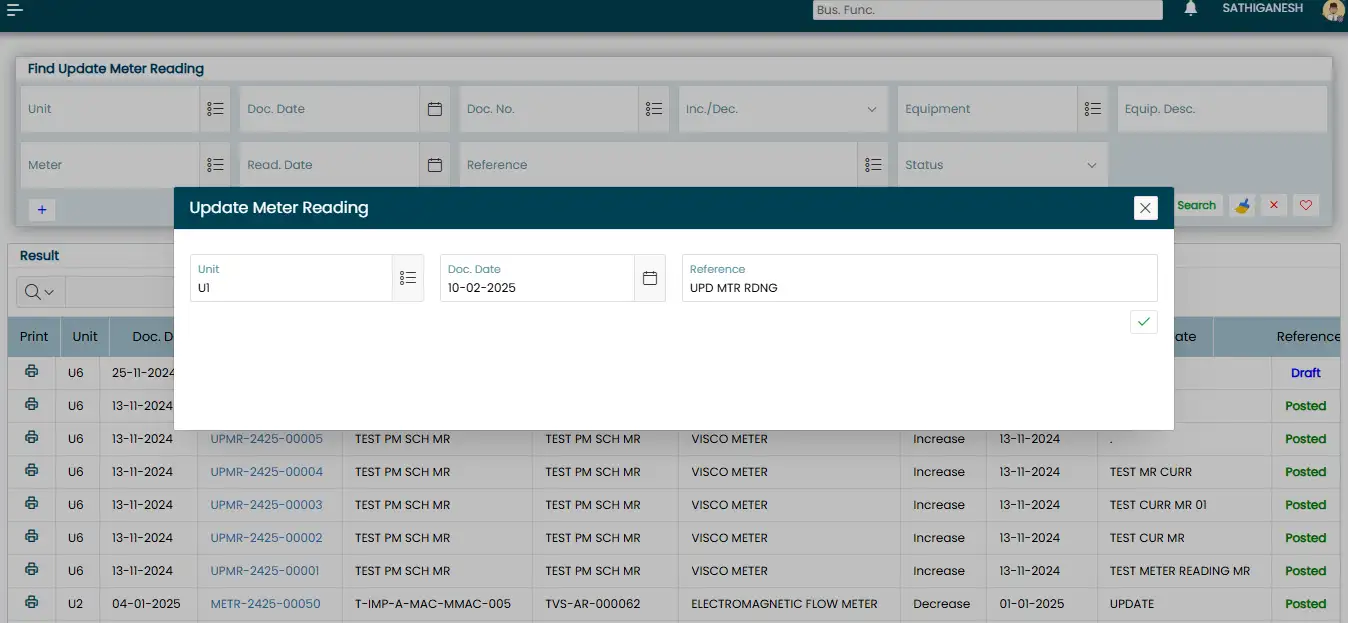 Bus. Func.
SATHIGANESH
Find Update Meter Reading
Unit Doc. Date Doc. No. Inc./Dec. Equipment Equip. Desc.
Meter Read. Date Reference Status
+ Search
Update Meter Reading
Result
Unit Doc. Date Reference
U1 10-02-2025 UPD MTR RDNG
Print Unit Doc. D ate Reference
U6 25-11-2024 Draft
U6 13-11-2024 Posted
U6 13-11-2024 UPMR-2425-00005 TEST PM SCH MR TEST PM SCH MR VISCO METER Increase 13-11-2024 . Posted
U6 13-11-2024 UPMR-2425-00004 TEST PM SCH MR TEST PM SCH MR VISCO METER Increase 13-11-2024 TEST MR CURR Posted
U6 13-11-2024 UPMR-2425-00003 TEST PM SCH MR TEST PM SCH MR VISCO METER Increase 13-11-2024 TEST CURR MR 01 Posted
U6 13-11-2024 UPMR-2425-00002 TEST PM SCH MR TEST PM SCH MR VISCO METER Increase 13-11-2024 TEST CUR MR Posted
U6 13-11-2024 UPMR-2425-00001 TEST PM SCH MR TEST PM SCH MR VISCO METER Increase 13-11-2024 TEST METER READING MR Posted
U2 04-01-2025 METR-2425-00050 T-IMP-A-MAC-MMAC-005 TVS-AR-000062 ELECTROMAGNETIC FLOW METER Decrease 01-01-2025 UPDATE Posted